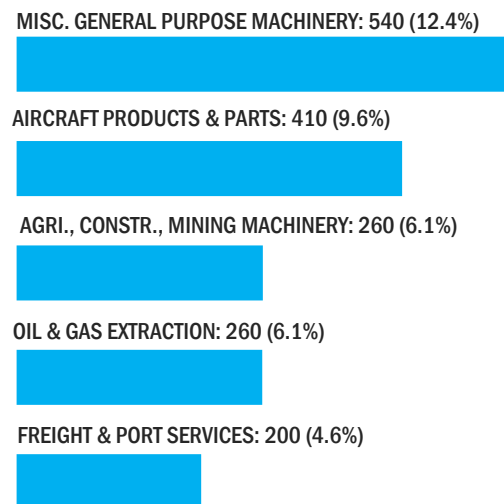 MISC. GENERAL PURPOSE MACHINERY: 540 (12.4%)
AIRCRAFT PRODUCTS & PARTS: 410 (9.6%)
AGRI., CONSTR., MINING MACHINERY: 260 (6.1%)
OIL & GAS EXTRACTION: 260 (6.1%)
FREIGHT & PORT SERVICES: 200 (4.6%)